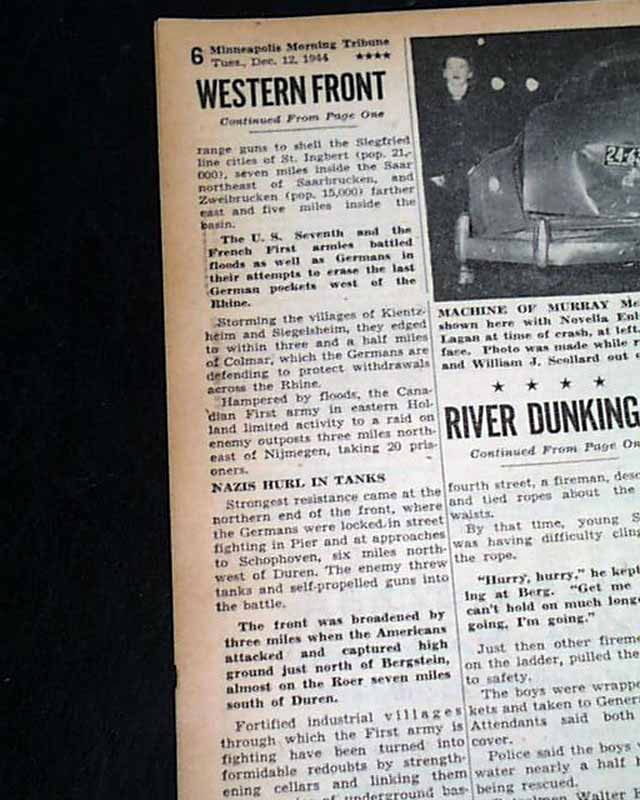 6 Minneapolis Morning Tribune
Tues., Dec. 12, 1944 ★★★★
WESTERN FRONT
Continued From Page One
range guns to shell the Siegfried
line cities of St. Ingbert (pop. 21,-
000), seven miles inside the Saar
northeast of Saarbrucken, and
Zweibrucken (pop. 15,000) farther
east and five miles inside the
basin.
The U. S. Seventh and the
French First armies battled
floods as well as Germans in
their attempts to erase the last
German pockets west of the
Rhine.
Storming the villages of Kientz-
heim and Siegelsheim, they edged
to within three and a half miles
of Colmar, which the Germans are
defending to protect withdrawals
across the Rhine.
Hampered by floods, the Cana-
dian First army in eastern Hol-
land limited activity to a raid on
enemy outposts three miles north-
east of Nijmegen, taking 20 pris-
oners.
NAZIS HURL IN TANKS
Strongest resistance came at the
northern end of the front, where
the Germans were locked in street
fighting in Pier and at approaches
to Schophoven, six miles north-
west of Duren. The enemy threw
tanks and self-propelled guns into
the battle.
The front was broadened by
three miles when the Americans
attacked and captured high
ground just north of Bergstein,
almost on the Roer seven miles
south of Duren.
Fortified industrial villages
through which the First army is
fighting have been turned into
formidable redoubts by strength-
ening cellars and linking them
of underground bas-
MACHINE OF MURRAY
shown here with Novella
Lagan at time of crash, at left
face. Photo was made while
and William J. Scollard out
★ ★ ★ ★
RIVER DUNKING
Continued From Page
fourth street, a fireman,
and tied ropes about the
waists.
By that time, young
was having difficulty
the rope.
"Hurry, hurry," he kept
ing at Berg. "Get me
can't hold on much
going, I'm going."
Just then other
on the ladder, pulled the
to safety.
The boys were
kets and taken to
Attendants said both
cover.
Police said the boys
water nearly a half
being rescued.
Walter